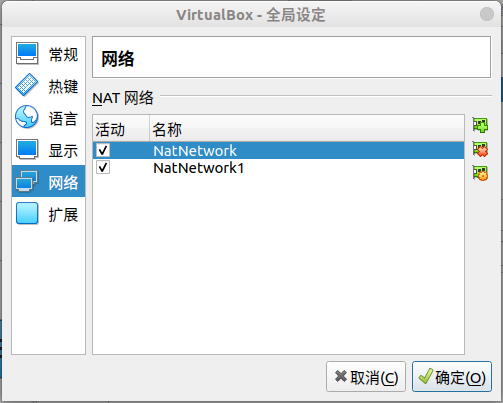 VirtualBox - 全局设定
常规
热键
语言
显示
网络
扩展
网络
NAT 网络
活动 名称
NatNetwork
NatNetwork1
取消(C) 确定(O)